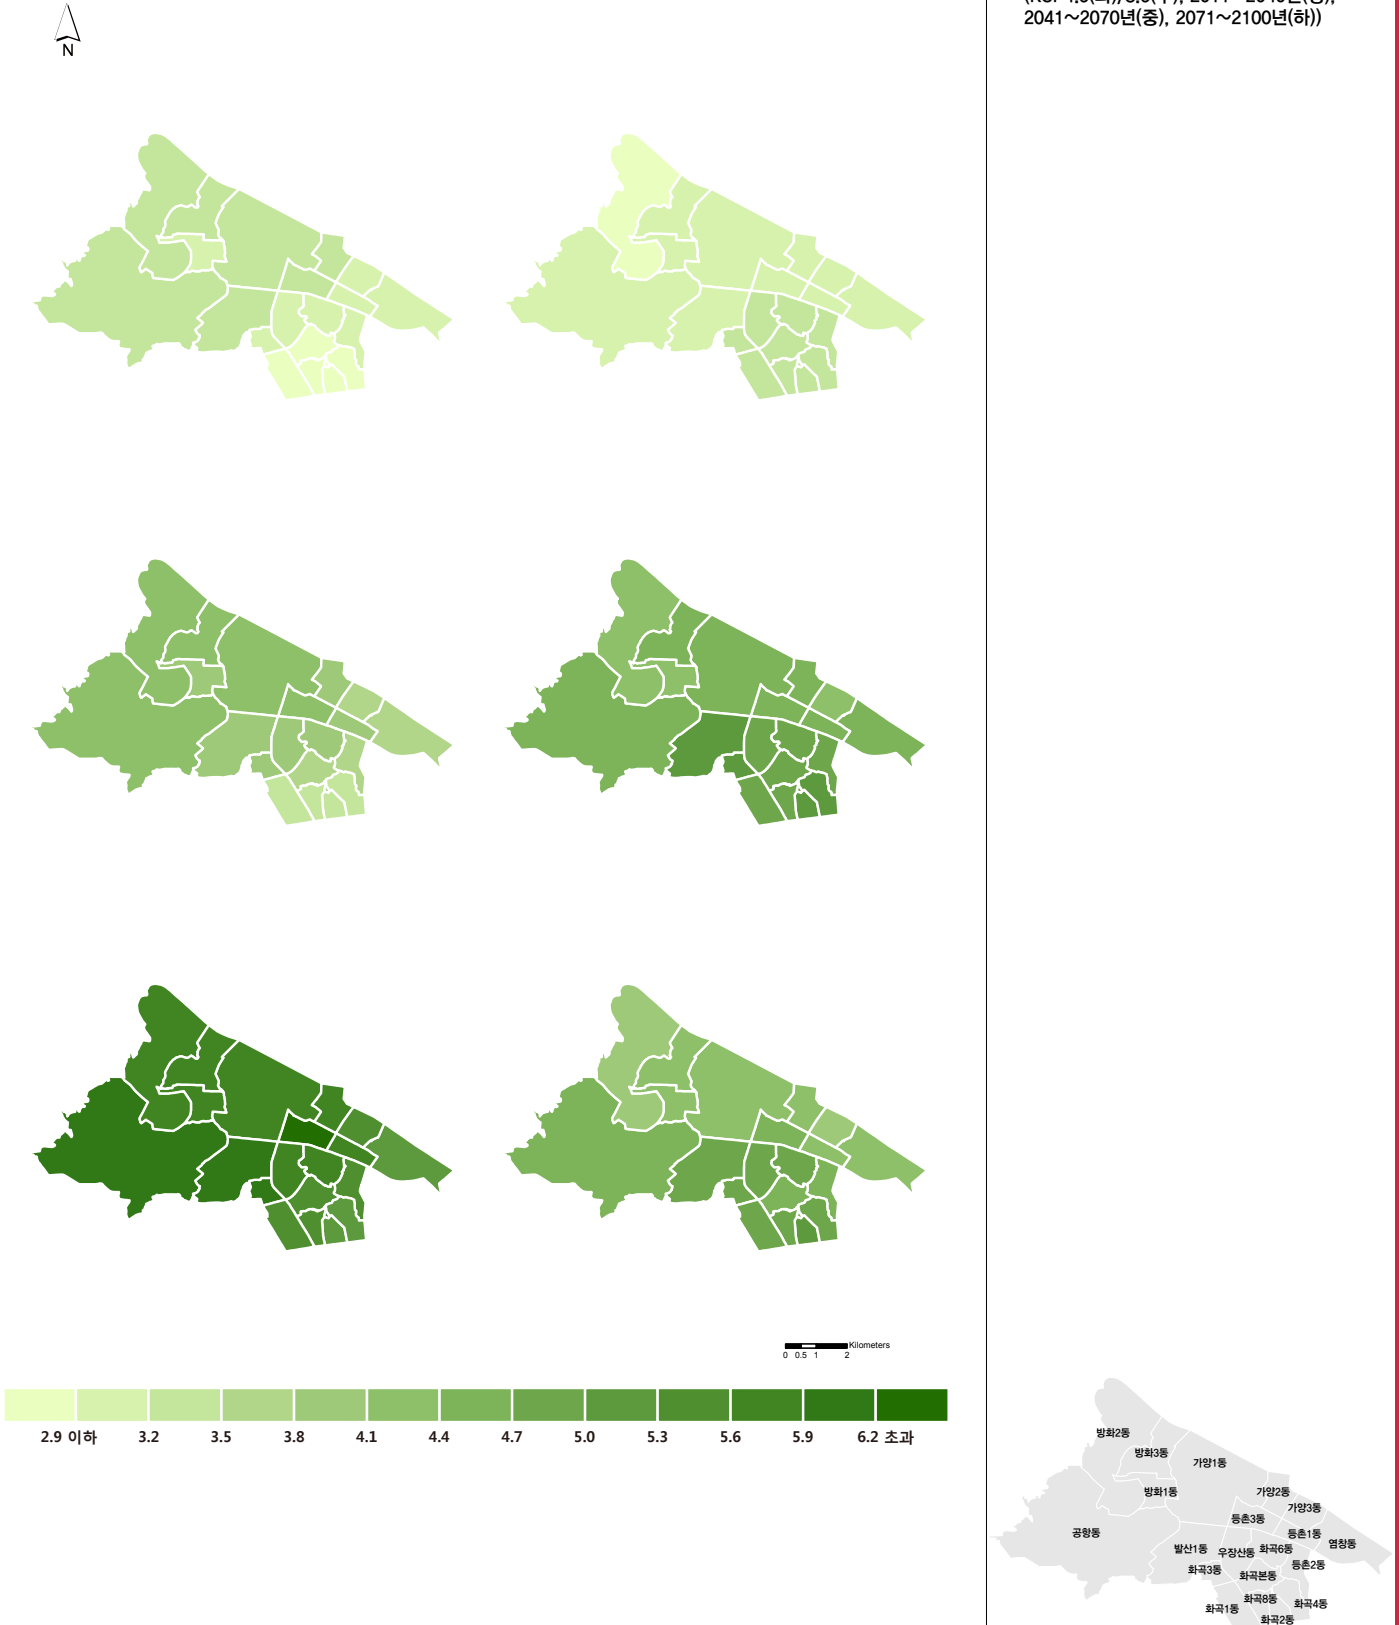 2041~2070년(중), 2071~2100년(하))
N
Kilometers
0 0.5 1 2
2.9 이하 3.2 3.5 3.8 4.1 4.4 4.7 5.0 5.3 5.6 5.9 6.2 초과
방화2동
방화3동
가양1동
방화1동
가양2동
가양3동
등촌3동
공항동
등촌1동
염창동
발산1동
우장산동
화곡6동
등촌2동
화곡3동
화곡본동
화곡8동
화곡4동
화곡1동
화곡2동